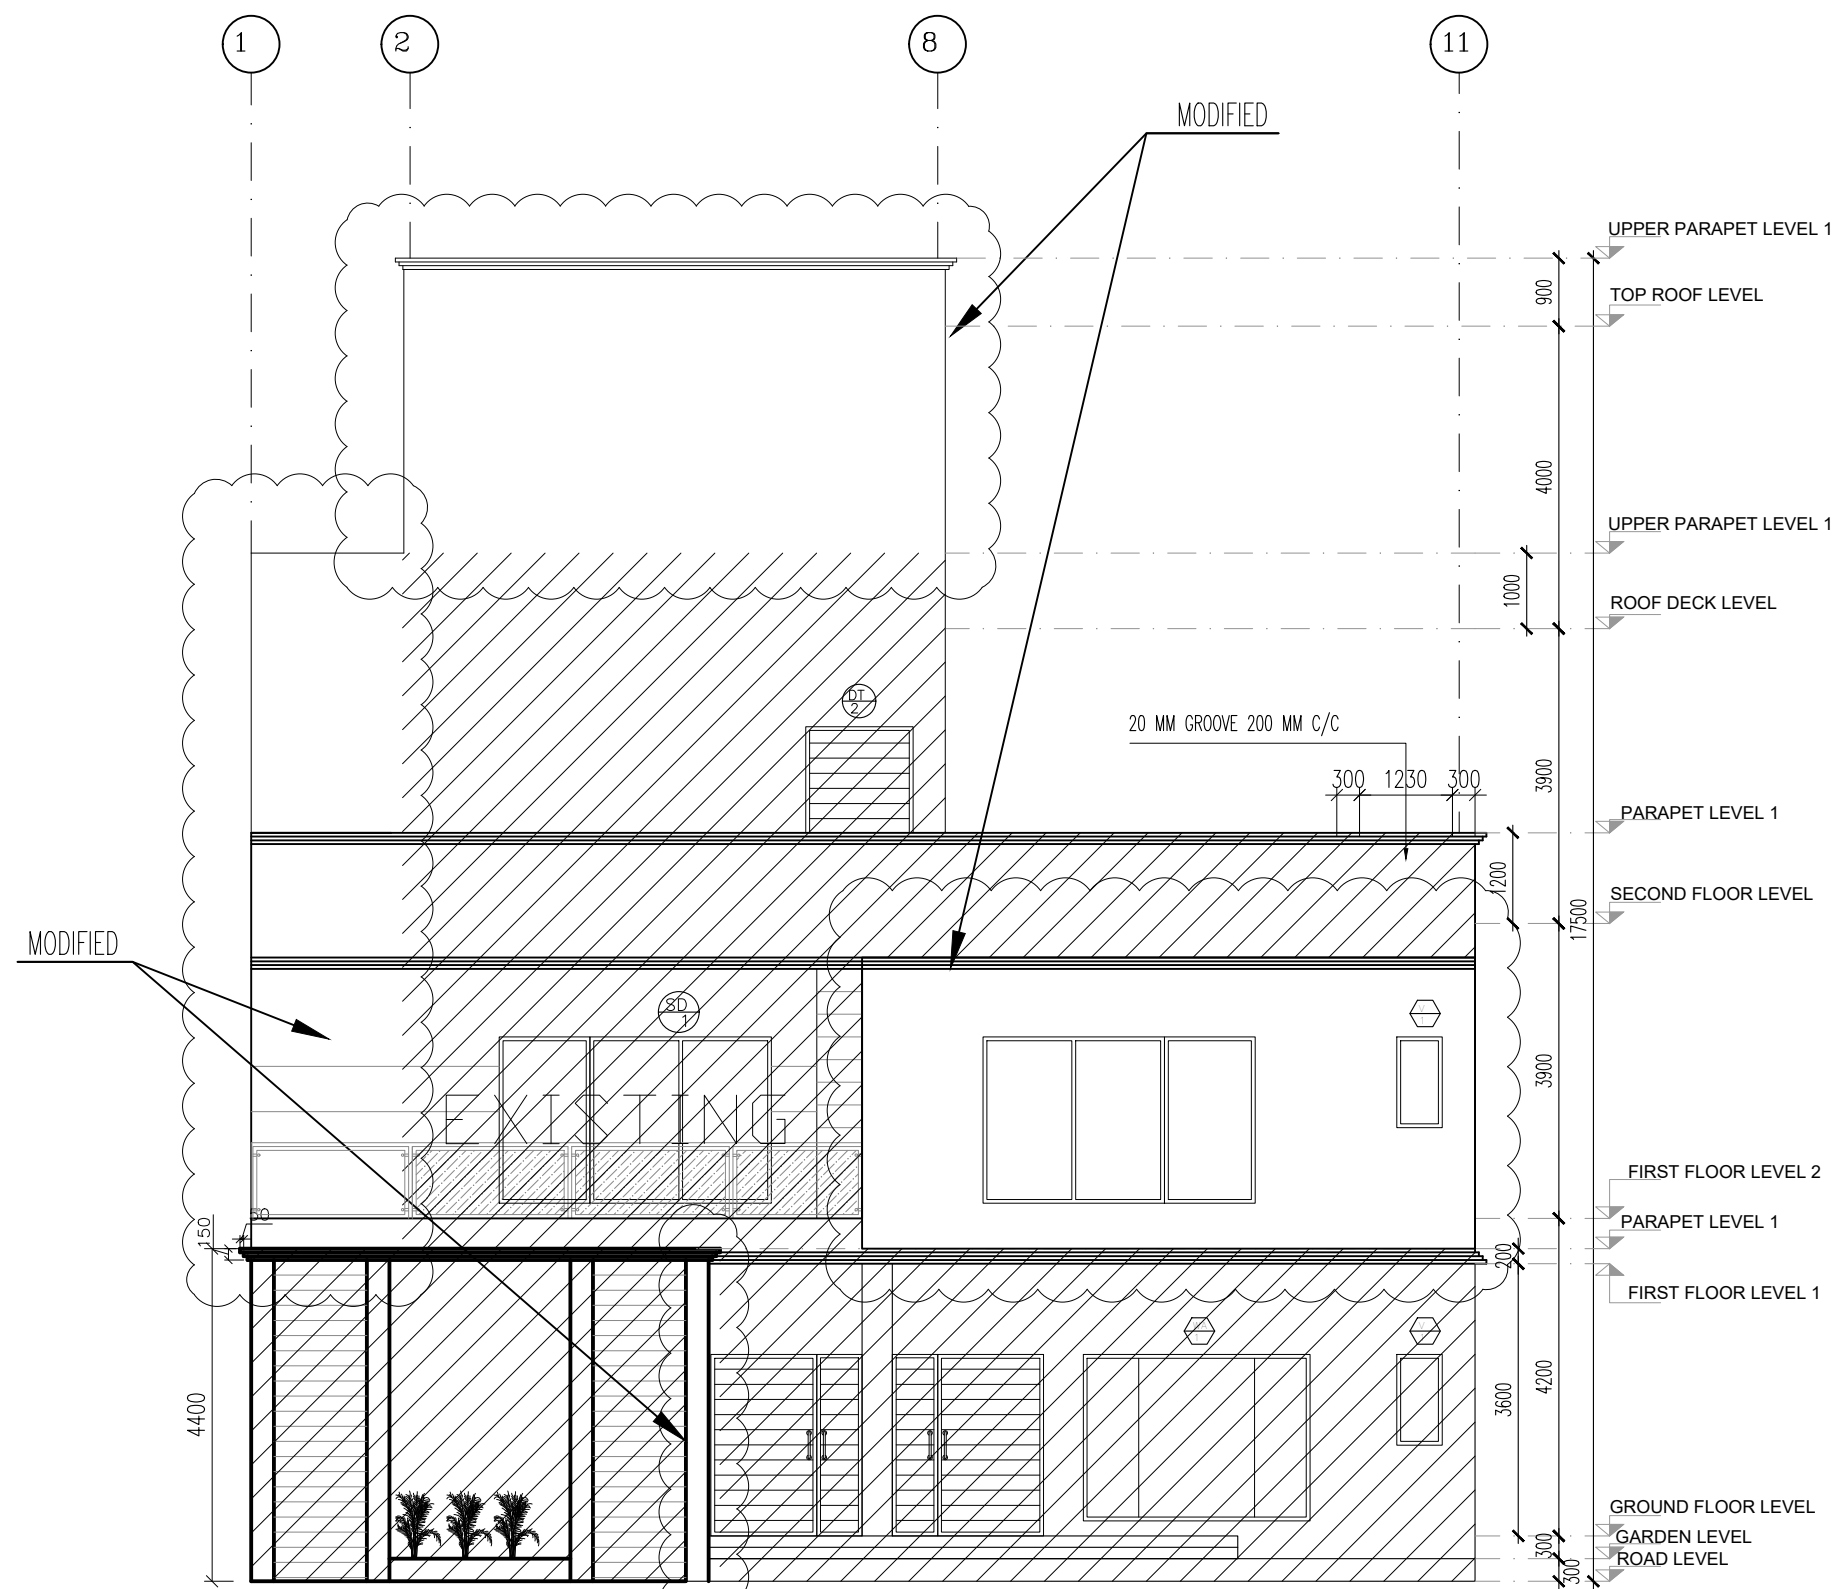 1
2
8
11
MODIFIED
UPPER PARAPET LEVEL 1
900
TOP ROOF LEVEL
4000
UPPER PARAPET LEVEL 1
1000
ROOF DECK LEVEL
DT
2
20 MM GROOVE 200 MM C/C
300 1230 300
3900
PARAPET LEVEL 1
1200
SECOND FLOOR LEVEL
17500
MODIFIED
SD
1
3900
EXISTING
FIRST FLOOR LEVEL 2
150
50
PARAPET LEVEL 1
200
FIRST FLOOR LEVEL 1
4400
3600
4200
GROUND FLOOR LEVEL
300
GARDEN LEVEL
ROAD LEVEL
300